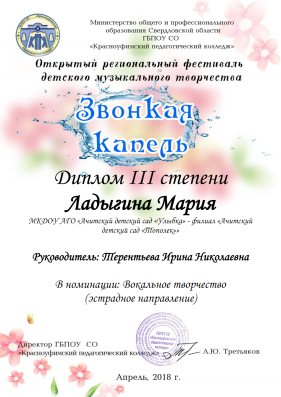 Министерство общего и профессионального
образования Свердловской области
ГБПОУ СО
«Красноуфимский педагогический колледж»
Открытый региональный фестиваль
детского музыкального творчества
Звонкая
капель
Диплом III степени
Ладыгина Мария
МКДОУ АГО «Ачитский детский сад «Улыбка» - филиал «Ачитский
детский сад «Тополек»»
Руководитель: Терентьева Ирина Николаевна
В номинации: Вокальное творчество
(эстрадное направление)
Директор ГБПОУ СО
«Красноуфимский педагогический колледж»
А.Ю. Третьяков
Апрель, 2018 г.